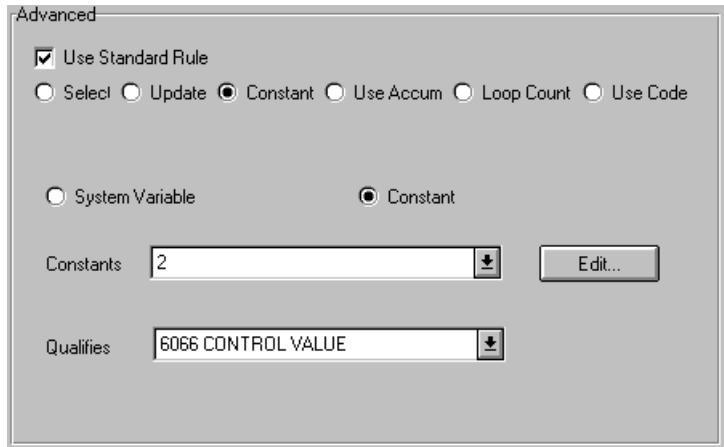 Advanced
Use Standard Rule
Select Update Constant Use Accum Loop Count Use Code
System Variable Constant
Constants 2 Edit...
Qualifies 6066 CONTROL VALUE